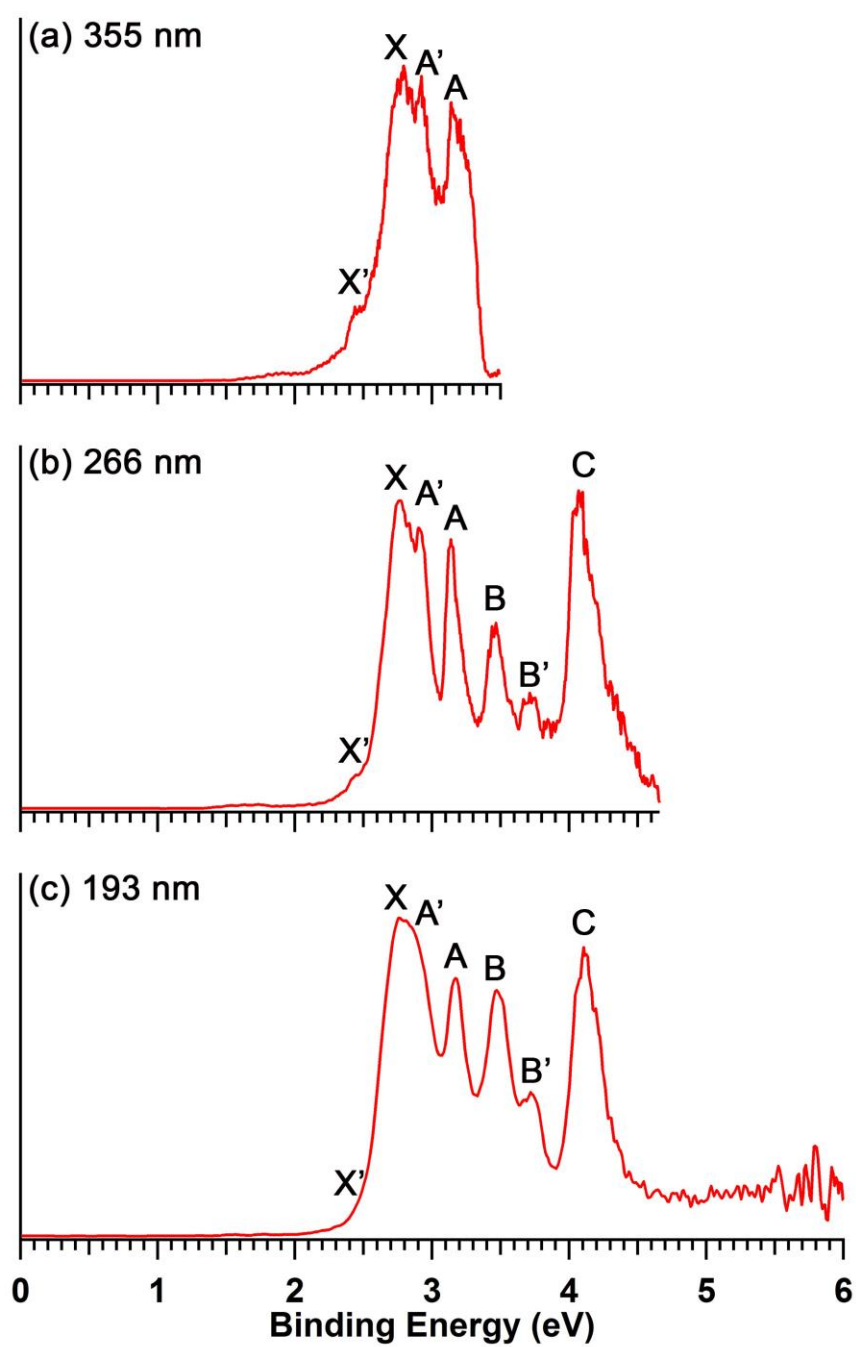 (a) 355 nm
X
A’
A
X’
(b) 266 nm
X
A’
A
B
B’
C
X’
(c) 193 nm
X
A’
A
B
B’
C
X’
0 1 2 3 4 5 6
Binding Energy (eV)